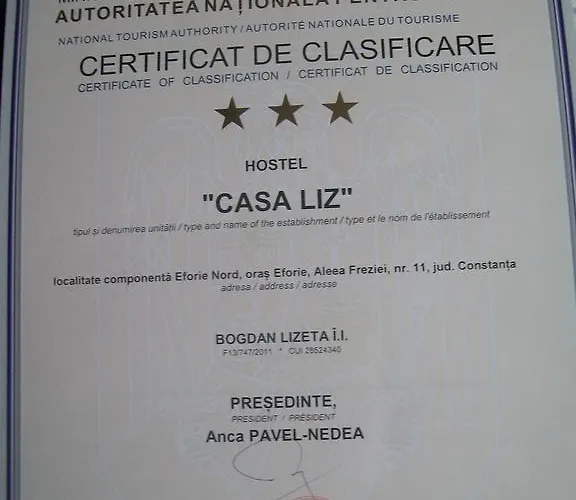 AUTORITATEA NAȚIONALĂ
NATIONAL TOURISM AUTHORITY / AUTORITÉ NATIONALE DU TOURISME
CERTIFICAT DE CLASIFICARE
CERTIFICATE OF CLASSIFICATION / CERTIFICAT DE CLASSIFICATION
HOSTEL
"CASA LIZ"
tipul și denumirea unității / type and name of the establishment / type et le nom de l'établissement
localitate componentă Eforie Nord, oraș Eforie, Aleea Freziei, nr. 11, jud. Constanța
adresa / address / adresse
BOGDAN LIZETA Î.I.
F13/747/2011 * CUI 28524340
PREȘEDINTE,
PRESIDENT / PRÉSIDENT
Anca PAVEL-NEDEA